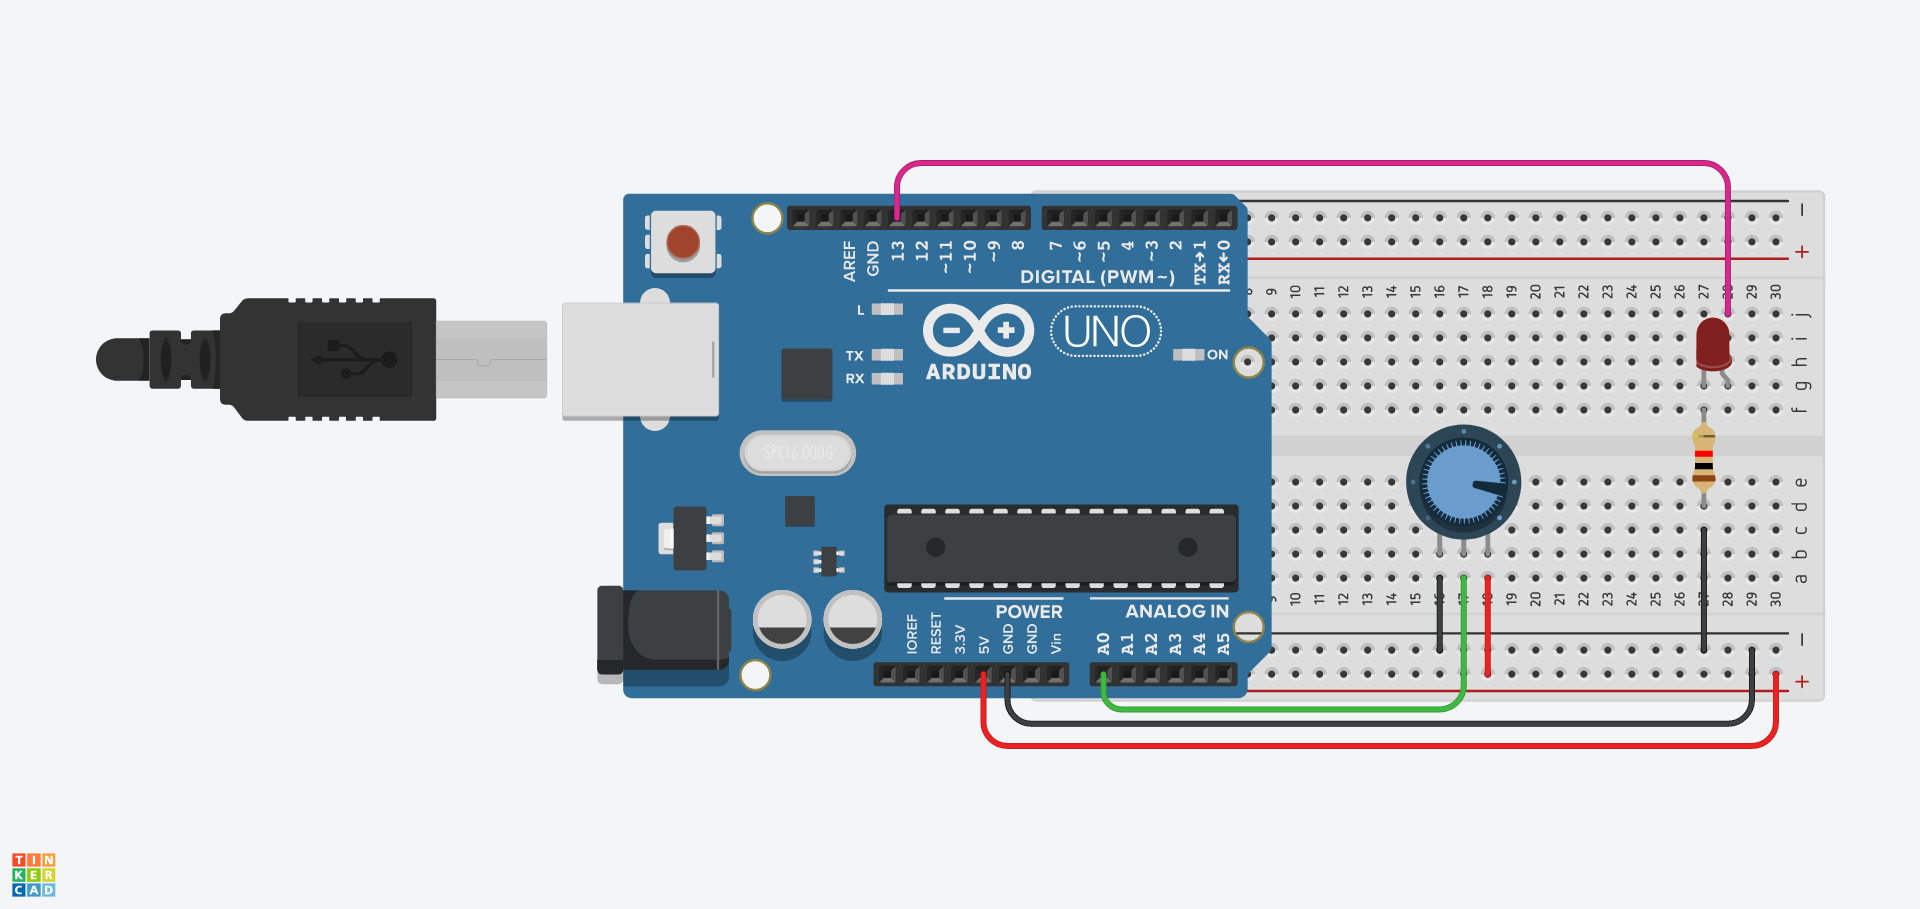 AREF
GND
13
12
~11
~10
~9
8
7
~6
~5
4
~3
2
TX→1
RX←0
DIGITAL (PWM~)
L
TX
RX
ARDUINO
UNO
ON
SPK16.000G
POWER
ANALOG IN
IOREF
RESET
3.3V
5V
GND
GND
Vin
A0
A1
A2
A3
A4
A5
−
+
9 10 11 12 13 14 15 16 17 18 19 20 21 22 23 24 25 26 27 28 29 30
j
i
h
g
f
e
d
c
b
a
9 10 11 12 13 14 15 16 17 18 19 20 21 22 23 24 25 26 27 28 29 30
−
+
TIN
KER
CAD